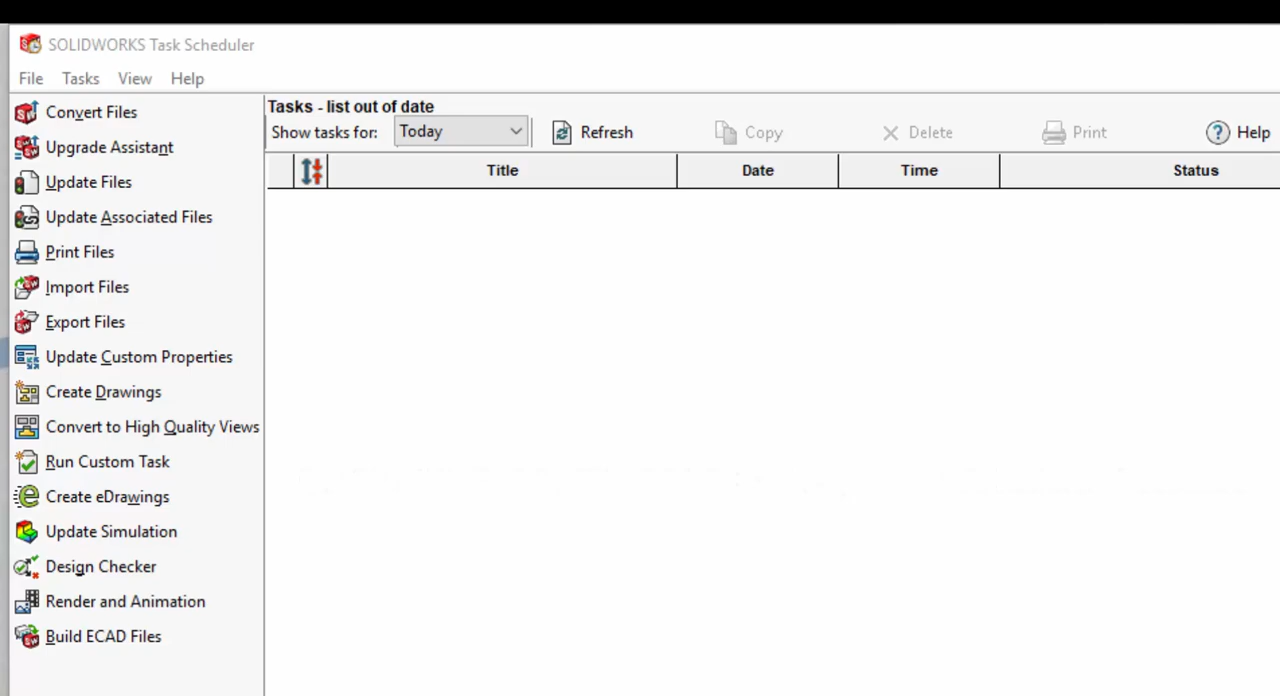 SOLIDWORKS Task Scheduler
File Tasks View Help
Convert Files
Upgrade Assistant
Update Files
Update Associated Files
Print Files
Import Files
Export Files
Update Custom Properties
Create Drawings
Convert to High Quality Views
Run Custom Task
Create eDrawings
Update Simulation
Design Checker
Render and Animation
Build ECAD Files
Tasks - list out of date
Show tasks for: Today Refresh Copy Delete Print Help
Title Date Time Status